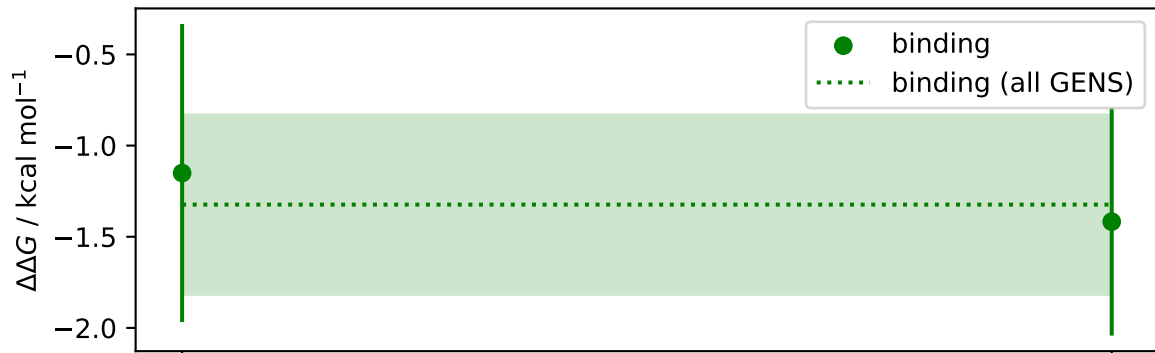 ΔΔG / kcal mol⁻¹
−0.5
−1.0
−1.5
−2.0
binding
binding (all GENS)